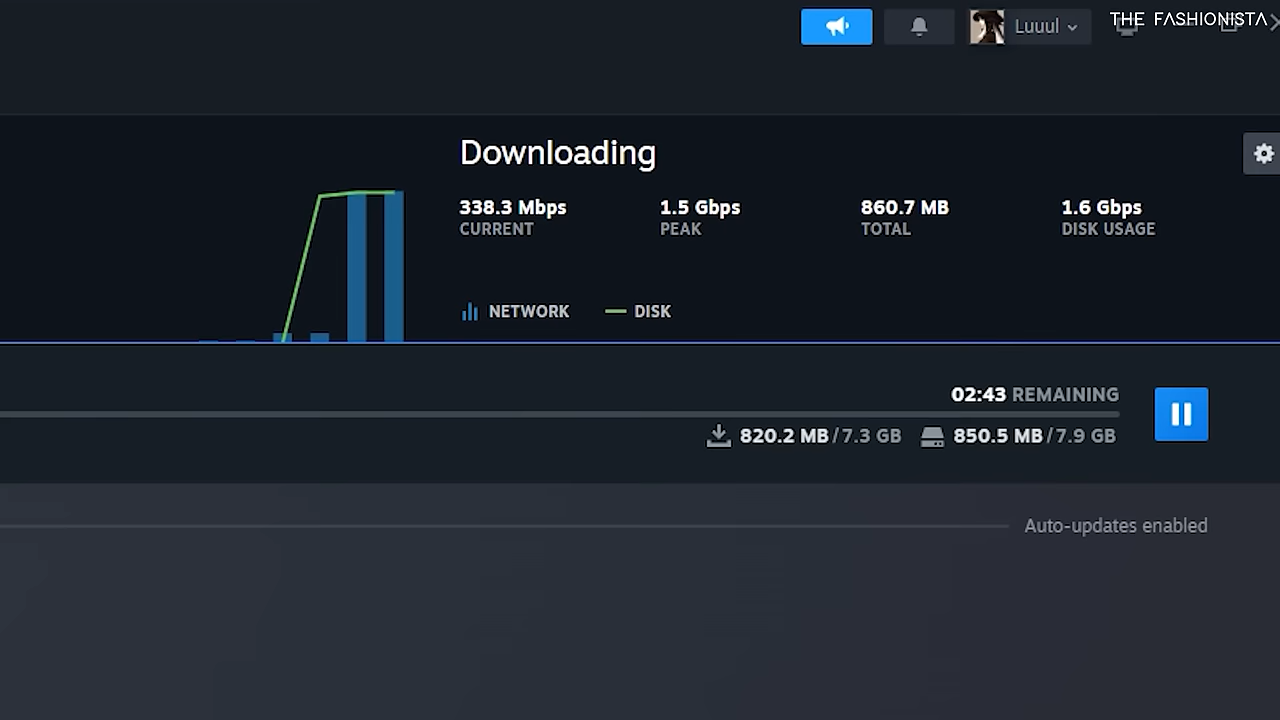 THE FASHIONISTA
Luuul
Downloading
338.3 Mbps 1.5 Gbps 860.7 MB 1.6 Gbps
CURRENT PEAK TOTAL DISK USAGE
NETWORK DISK
02:43 REMAINING
820.2 MB/7.3 GB 850.5 MB/7.9 GB
Auto-updates enabled